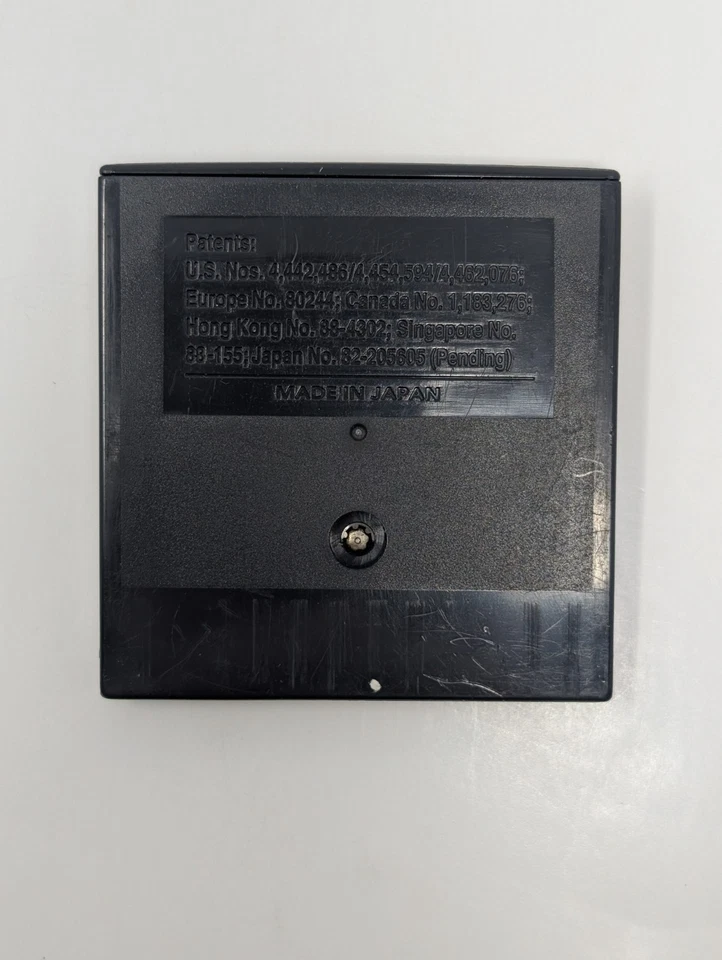 Patents:
U.S. Nos. 4,442,486/4,454,594/4,462,076;
Europe No. 80244; Canada No. 1,183,276;
Hong Kong No. 88-4302; Singapore No.
88-155; Japan No. 82-205605 (Pending)
MADE IN JAPAN